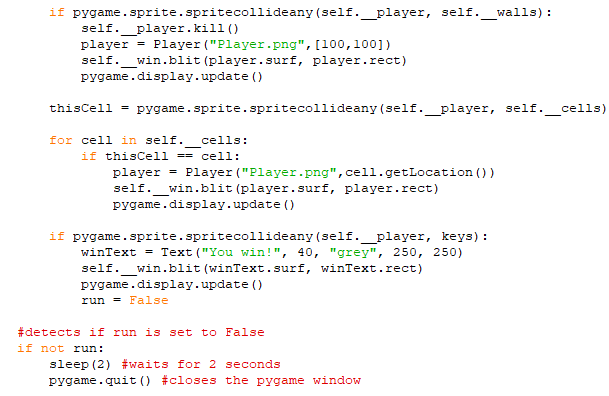 if pygame.sprite.spritecollideany(self.__player, self.__walls):
self.__player.kill()
player = Player("Player.png",[100,100])
self.__win.blit(player.surf, player.rect)
pygame.display.update()
thisCell = pygame.sprite.spritecollideany(self.__player, self.__cells)
for cell in self.__cells:
if thisCell == cell:
player = Player("Player.png",cell.getLocation())
self.__win.blit(player.surf, player.rect)
pygame.display.update()
if pygame.sprite.spritecollideany(self.__player, keys):
winText = Text("You win!", 40, "grey", 250, 250)
self.__win.blit(winText.surf, winText.rect)
pygame.display.update()
run = False
#detects if run is set to False
if not run:
sleep(2) #waits for 2 seconds
pygame.quit() #closes the pygame window